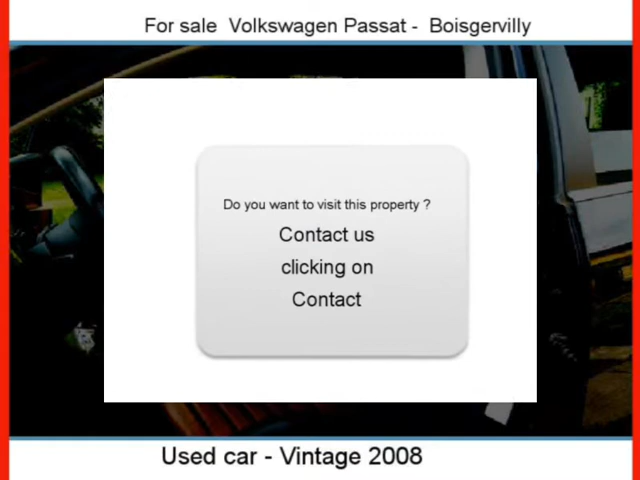 For sale Volkswagen Passat - Boisgervilly
Do you want to visit this property ?
Contact us
clicking on
Contact
Used car - Vintage 2008